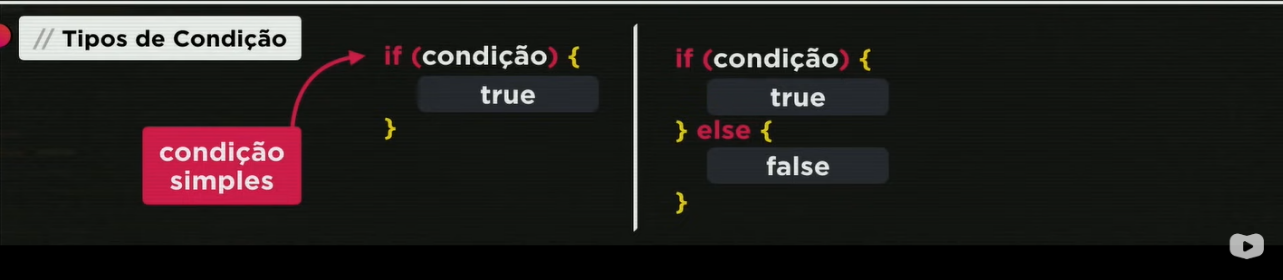 // Tipos de Condição
condição
simples
if (condição) {
true
}
if (condição) {
true
} else {
false
}